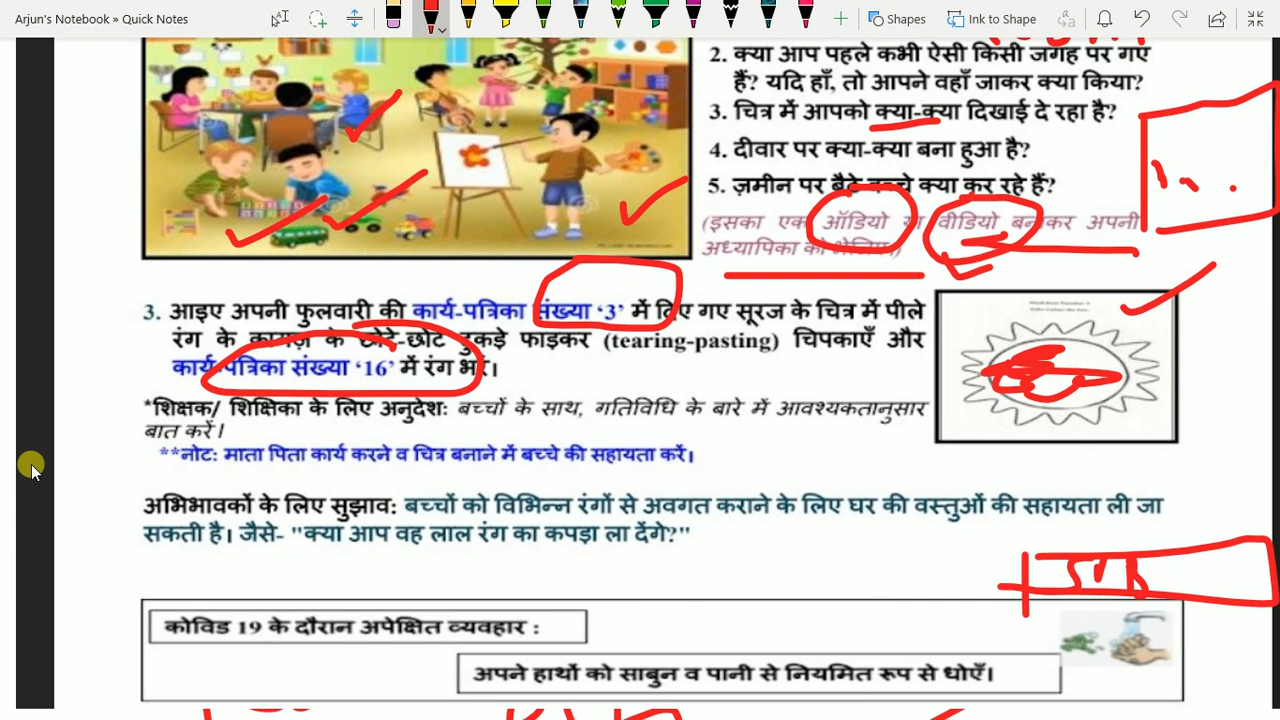 Arjun's Notebook » Quick Notes
Shapes
Ink to Shape
2. क्या आप पहले कभी ऐसी किसी जगह पर गए
हैं? यदि हाँ, तो आपने वहाँ जाकर क्या किया?
3. चित्र में आपको क्या-क्या दिखाई दे रहा है?
4. दीवार पर क्या-क्या बना हुआ है?
5. ज़मीन पर बैठे बच्चे क्या कर रहे हैं?
(इसका एक ऑडियो या वीडियो बनाकर अपनी
अध्यापिका को भेजिए।)
3. आइए अपनी फुलवारी की कार्य-पत्रिका संख्या ‘3’ में दिए गए सूरज के चित्र में पीले
रंग के कागज़ के छोटे-छोटे टुकड़े फाड़कर (tearing-pasting) चिपकाएँ और
कार्य-पत्रिका संख्या ‘16’ में रंग भरें।
*शिक्षक/ शिक्षिका के लिए अनुदेश: बच्चों के साथ, गतिविधि के बारे में आवश्यकतानुसार
बात करें।
**नोट: माता पिता कार्य करने व चित्र बनाने में बच्चे की सहायता करें।
अभिभावकों के लिए सुझाव: बच्चों को विभिन्न रंगों से अवगत कराने के लिए घर की वस्तुओं की सहायता ली जा
सकती है। जैसे- "क्या आप वह लाल रंग का कपड़ा ला देंगे?"
कोविड 19 के दौरान अपेक्षित व्यवहार :
अपने हाथों को साबुन व पानी से नियमित रूप से धोएँ।